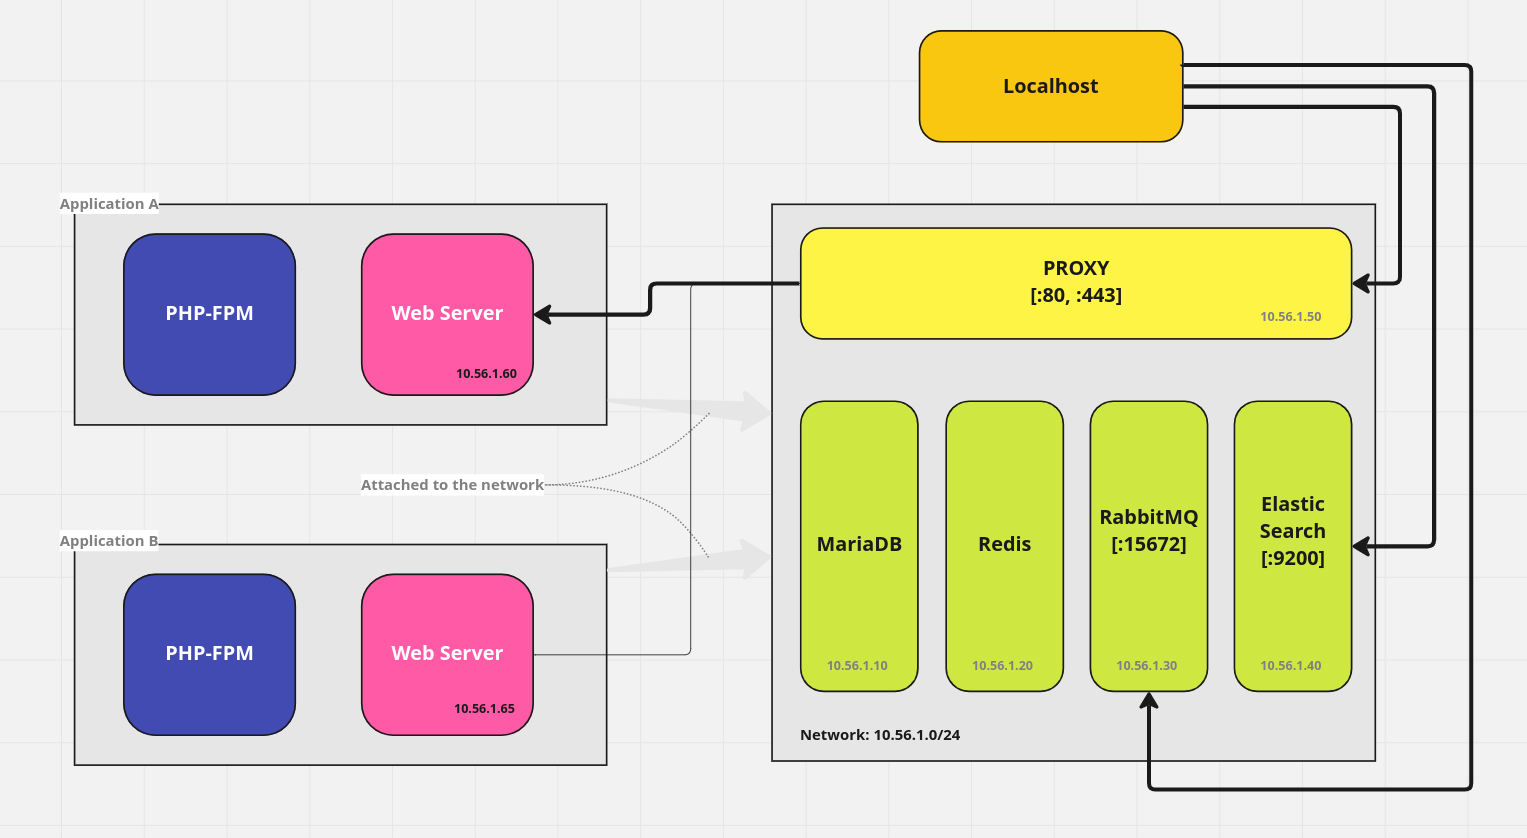 Localhost
Application A
PHP-FPM
Web Server
10.56.1.60
PROXY
[:80, :443]
10.56.1.50
Attached to the network
Application B
PHP-FPM
Web Server
10.56.1.65
MariaDB
10.56.1.10
Redis
10.56.1.20
RabbitMQ
[:15672]
10.56.1.30
Elastic
Search
[:9200]
10.56.1.40
Network: 10.56.1.0/24